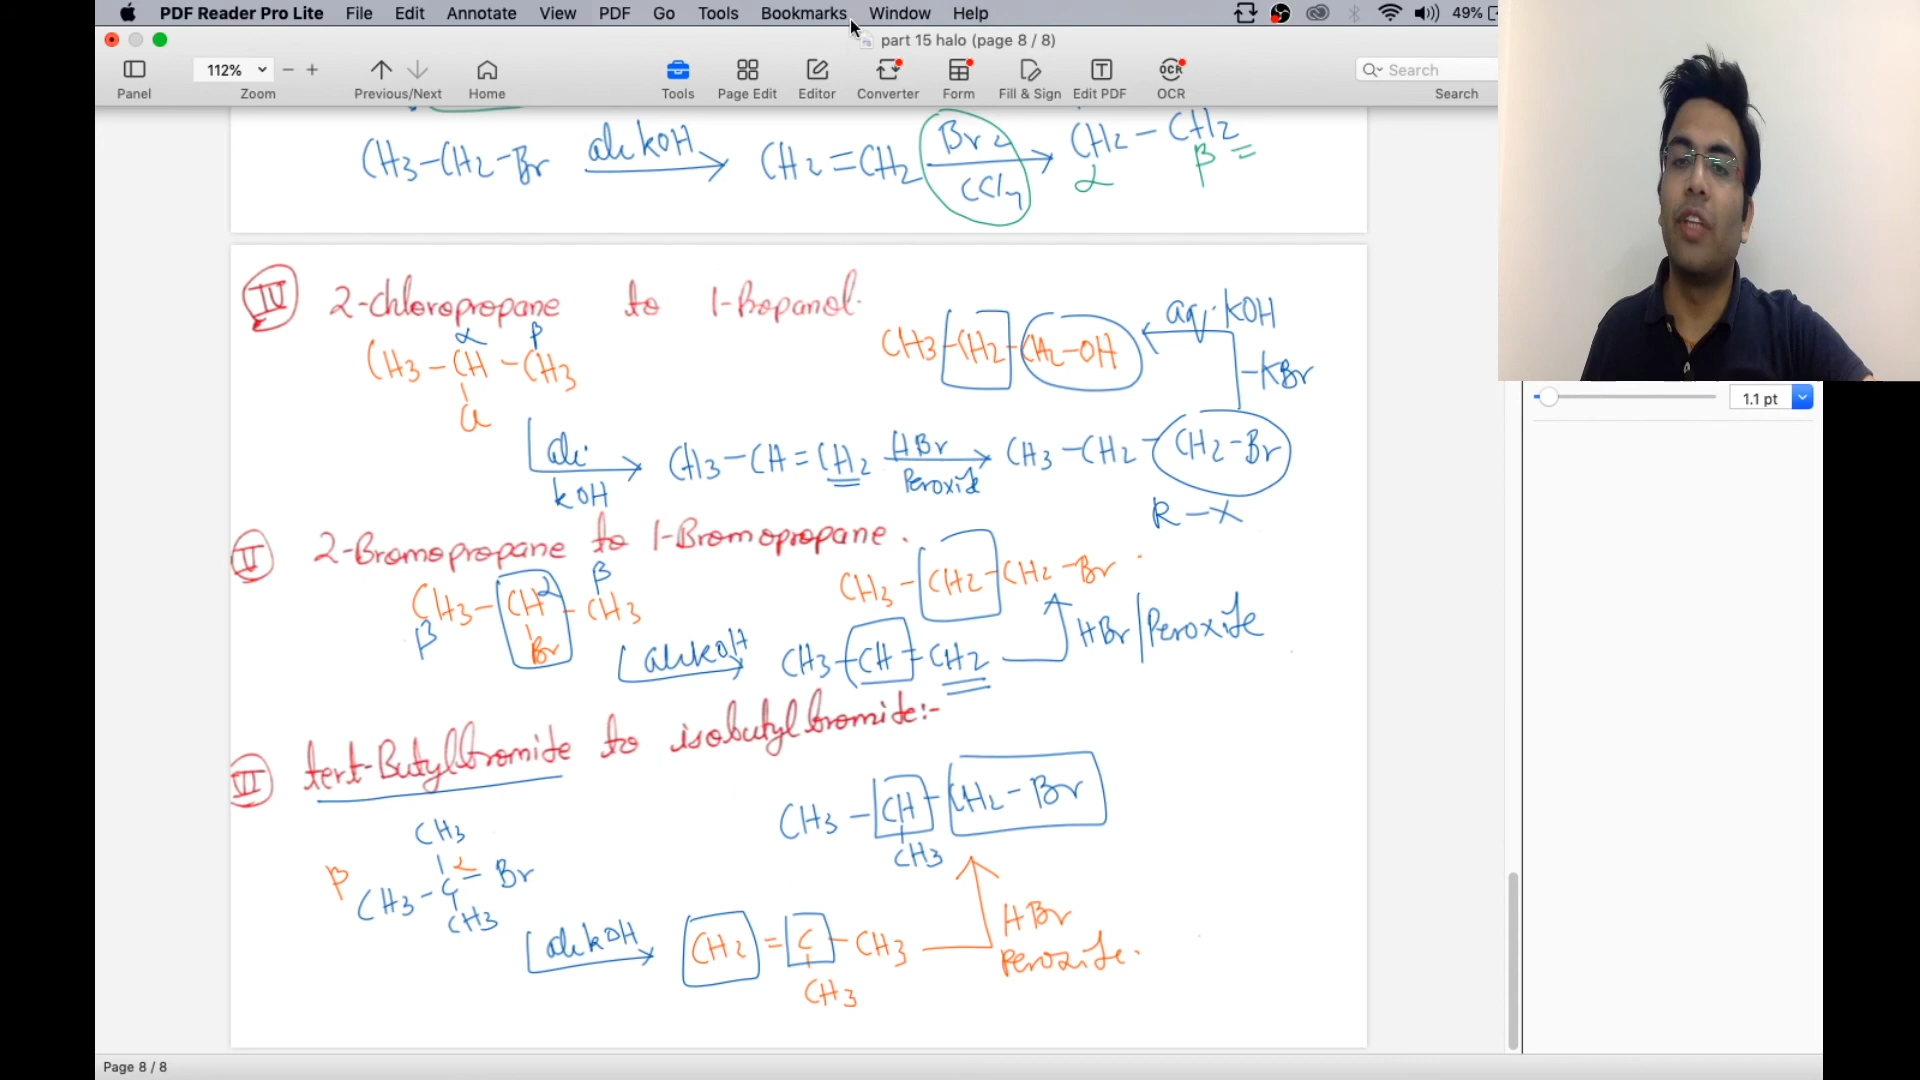 PDF Reader Pro Lite File Edit Annotate View PDF Go Tools Bookmarks Window Help 49%
part 15 halo (page 8 / 8)
112%
Search
Panel Zoom Previous/Next Home Tools Page Edit Editor Converter Form Fill & Sign Edit PDF OCR Search
CH3-CH2-Br alc KOH CH2=CH2 Br2 CCl4 CH2-CH2
α β
IV 2-chloropropane to 1-Propanol.
α β
CH3-CH-CH3
Cl
CH3-CH2-CH2-OH aq. KOH
-KBr
1.1 pt
alc. KOH CH3-CH=CH2 HBr Peroxide CH3-CH2-CH2-Br
R-X
V 2-Bromopropane to 1-Bromopropane.
α β
CH3-CH-CH3
β Br
CH3-CH2-CH2-Br
alc KOH CH3-CH=CH2 HBr/Peroxide
VI tert-Butylbromide to isobutylbromide:-
CH3-CH-CH2-Br
CH3
CH3
β CH3-C-Br α
CH3
alc KOH CH2=C-CH3 HBr
Peroxide.
CH3
Page 8 / 8